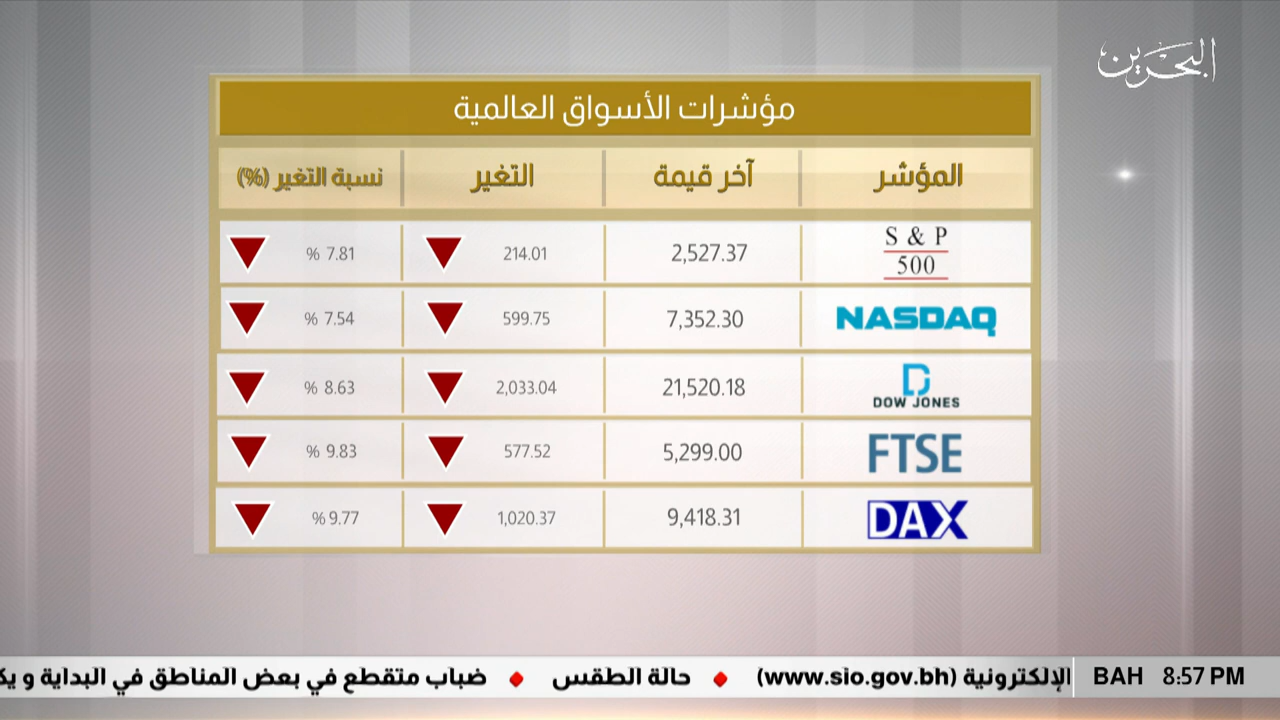 البحرين
مؤشرات الأسواق العالمية
المؤشر آخر قيمة التغير نسبة التغير (%)
S & P
500
2,527.37 214.01 % 7.81
NASDAQ 7,352.30 599.75 % 7.54
DOW JONES 21,520.18 2,033.04 % 8.63
FTSE 5,299.00 577.52 % 9.83
DAX 9,418.31 1,020.37 % 9.77
BAH 8:57 PM
الإلكترونية (www.sio.gov.bh) ♦ حالة الطقس ♦ ضباب متقطع في بعض المناطق في البداية و